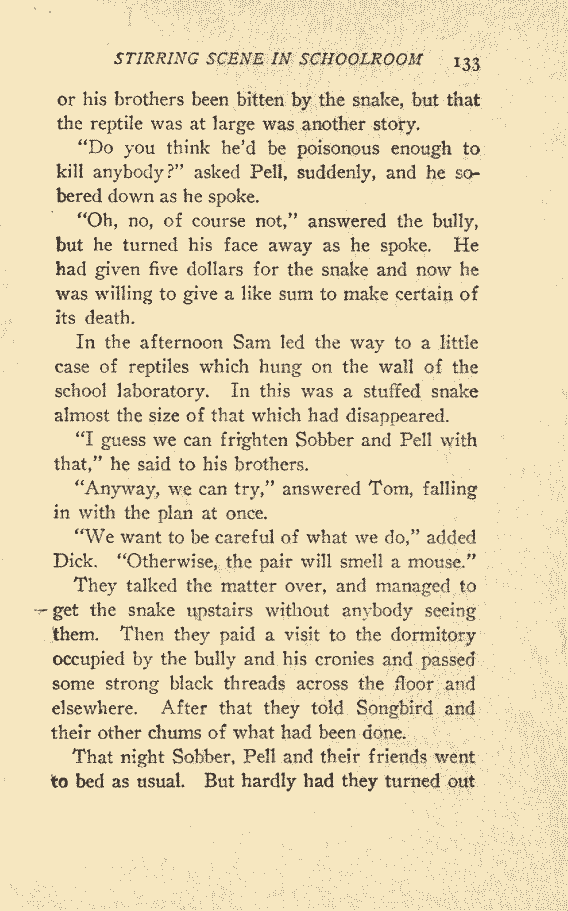 STIRRING SCENE IN SCHOOLROOM 133
or his brothers been bitten by the snake, but that
the reptile was at large was another story.
"Do you think he'd be poisonous enough to
kill anybody?" asked Pell, suddenly, and he so-
bered down as he spoke.
"Oh, no, of course not," answered the bully,
but he turned his face away as he spoke. He
had given five dollars for the snake and now he
was willing to give a like sum to make certain of
its death.
In the afternoon Sam led the way to a little
case of reptiles which hung on the wall of the
school laboratory. In this was a stuffed snake
almost the size of that which had disappeared.
"I guess we can frighten Sobber and Pell with
that," he said to his brothers.
"Anyway, we can try," answered Tom, falling
in with the plan at once.
"We want to be careful of what we do," added
Dick. "Otherwise, the pair will smell a mouse."
They talked the matter over, and managed to
get the snake upstairs without anybody seeing
them. Then they paid a visit to the dormitory
occupied by the bully and his cronies and passed
some strong black threads across the floor and
elsewhere. After that they told Songbird and
their other chums of what had been done.
That night Sobber, Pell and their friends went
to bed as usual. But hardly had they turned out